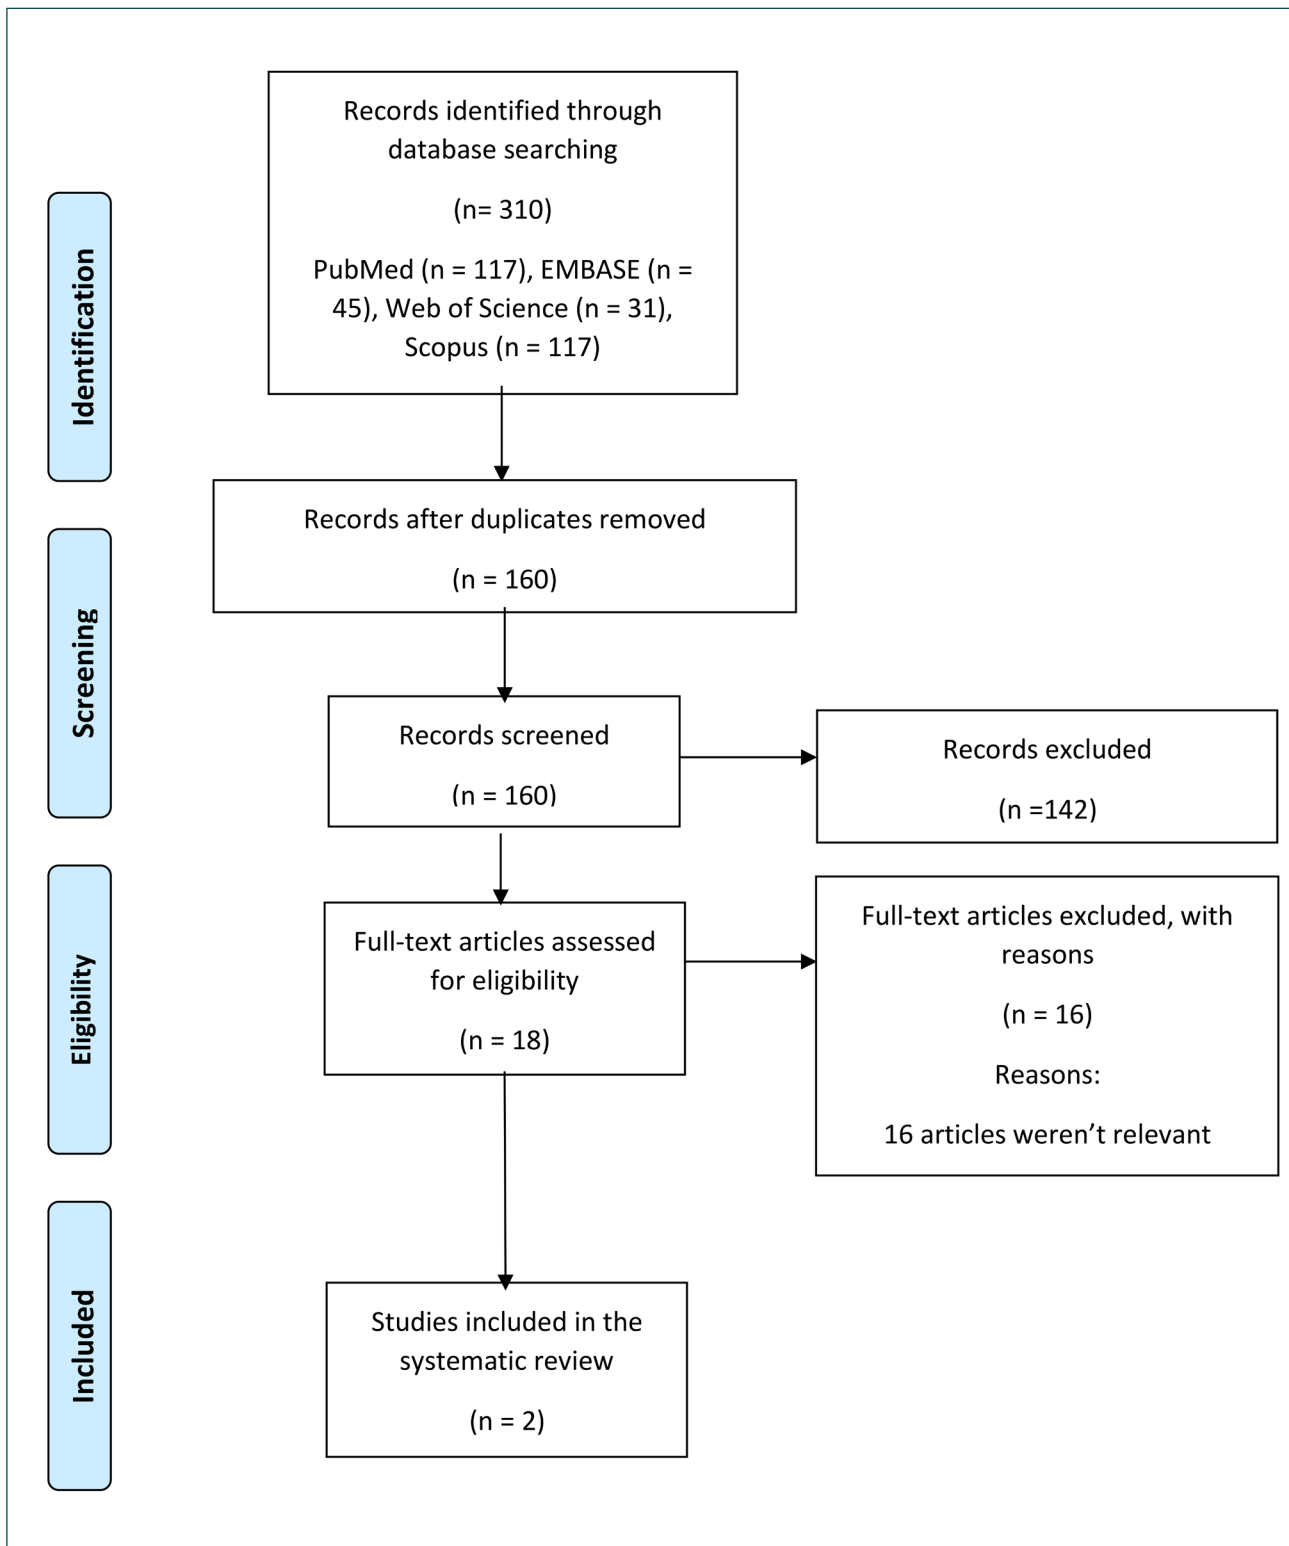 Records identified through
database searching
(n= 310)
PubMed (n = 117), EMBASE (n =
45), Web of Science (n = 31),
Scopus (n = 117)
Identification
Records after duplicates removed
(n = 160)
Screening
Records screened
(n = 160)
Records excluded
(n =142)
Eligibility
Full-text articles assessed
for eligibility
(n = 18)
Full-text articles excluded, with
reasons
(n = 16)
Reasons:
16 articles weren’t relevant
Included
Studies included in the
systematic review
(n = 2)